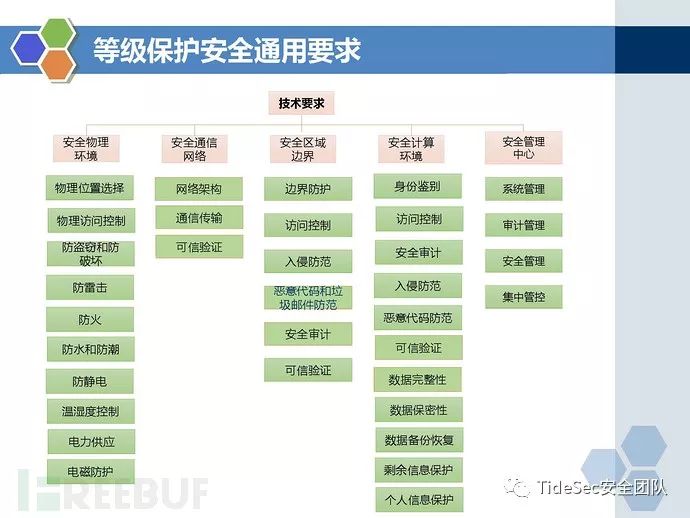 等级保护安全通用要求
技术要求
安全物理
环境
安全通信
网络
安全区域
边界
安全计算
环境
安全管理
中心
物理位置选择
物理访问控制
防盗窃和防
破坏
防雷击
防火
防水和防潮
防静电
温湿度控制
电力供应
电磁防护
网络架构
通信传输
可信验证
边界防护
访问控制
入侵防范
恶意代码和垃
圾邮件防范
安全审计
可信验证
身份鉴别
访问控制
安全审计
入侵防范
恶意代码防范
可信验证
数据完整性
数据保密性
数据备份恢复
剩余信息保护
个人信息保护
系统管理
审计管理
安全管理
集中管控
FREEBUF
TideSec安全团队